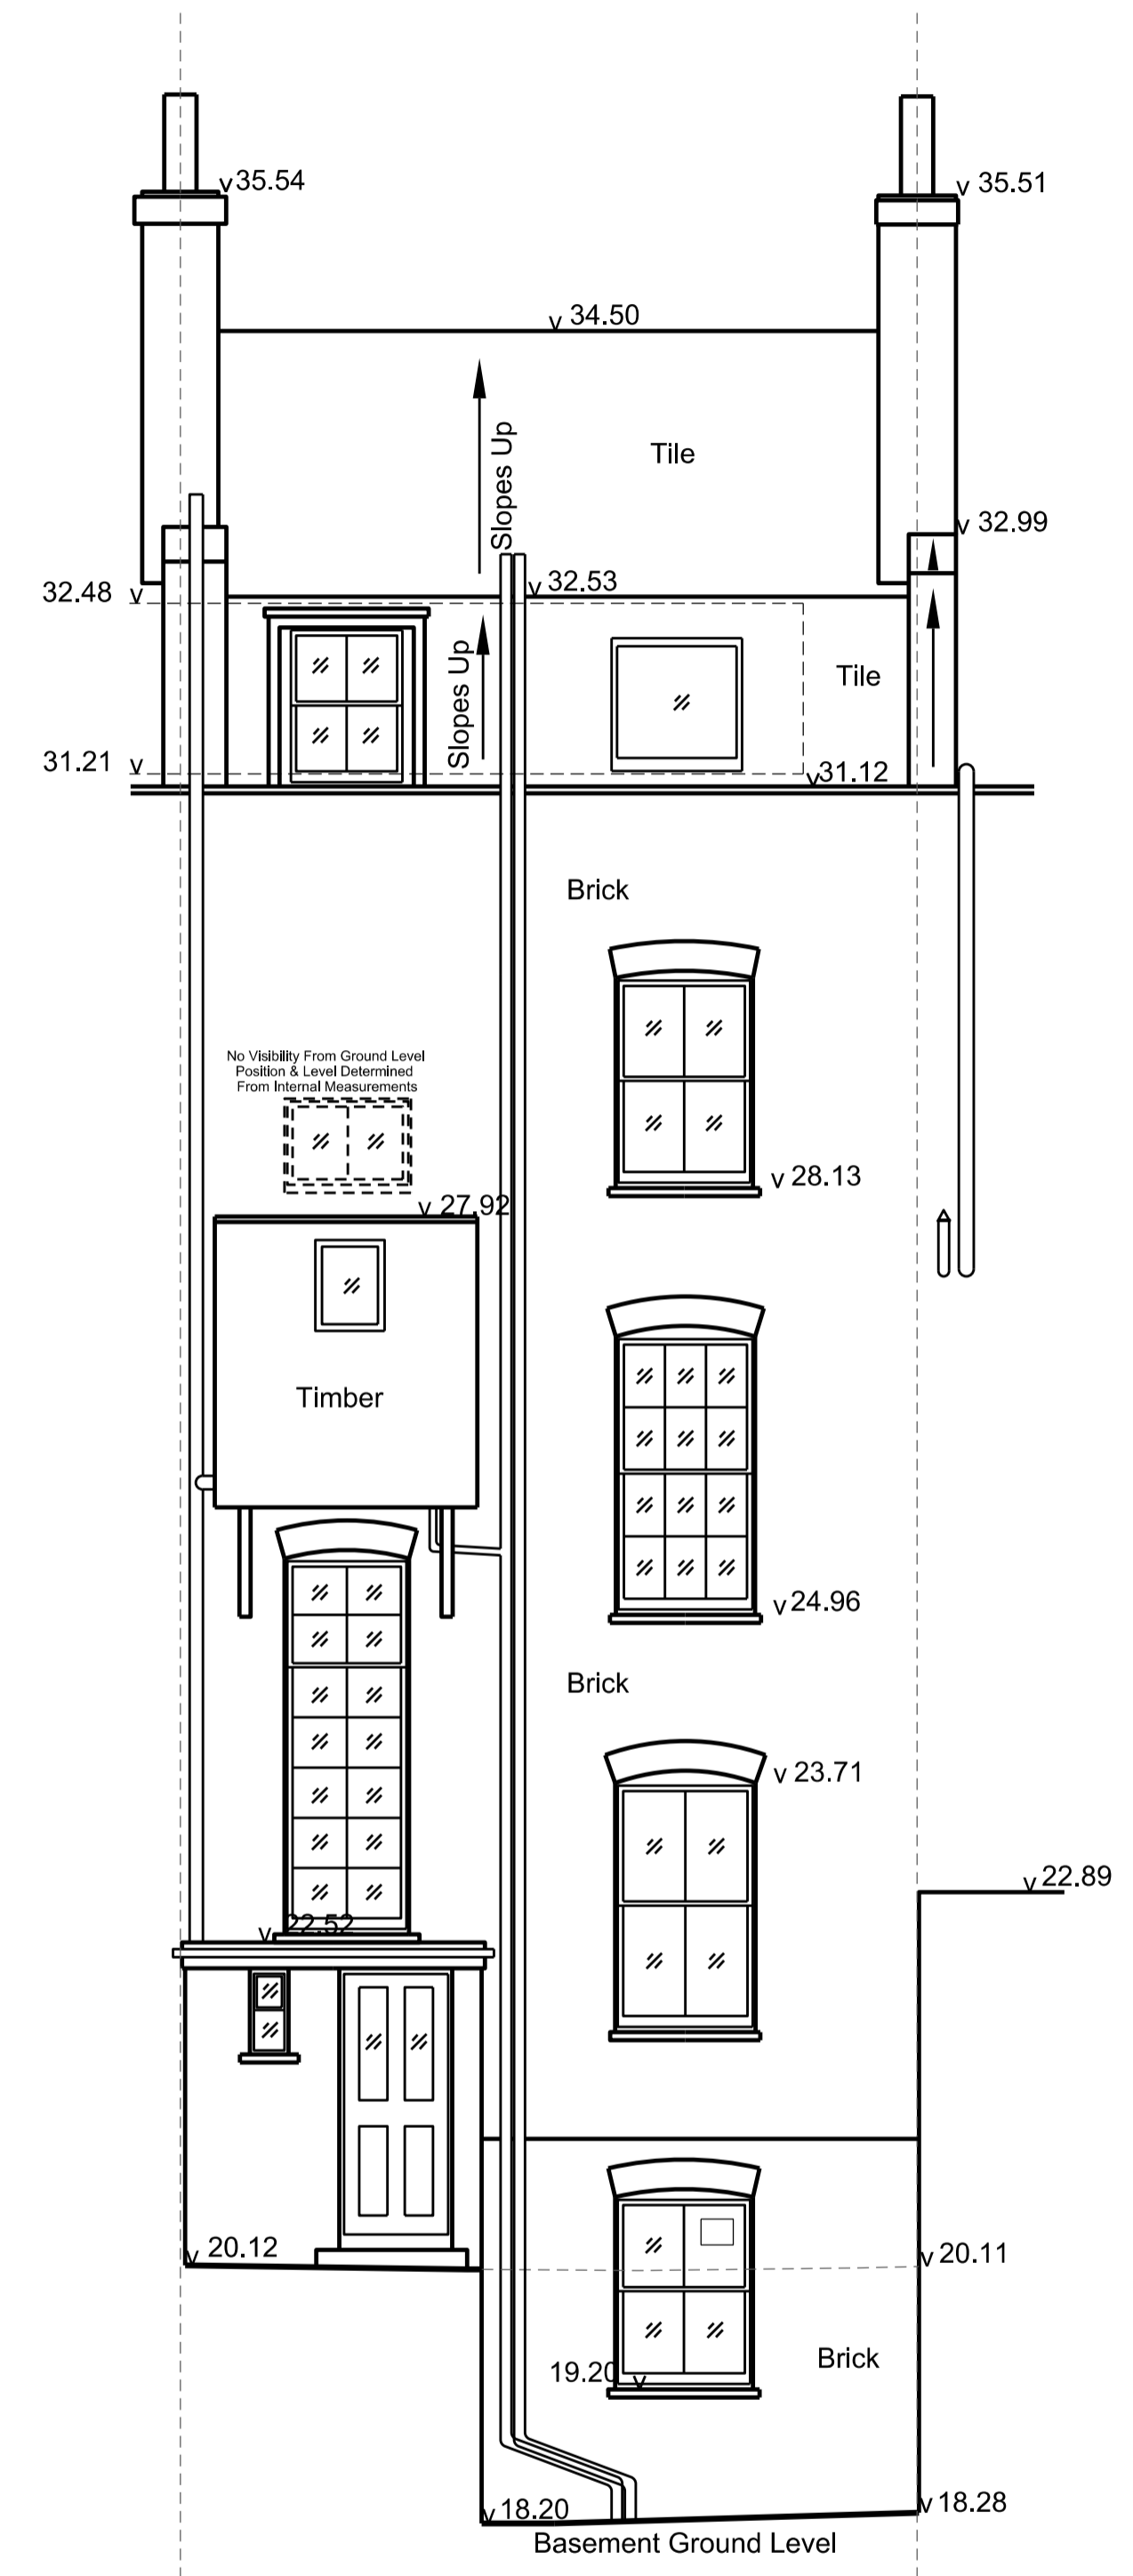 v 35.54
v 35.51
v 34.50
Slopes Up
Tile
v 32.99
32.48 v
v 32.53
Slopes Up
Tile
31.21 v
v 31.12
Brick
No Visibility From Ground Level
Position & Level Determined
From Internal Measurements
v 28.13
v 27.92
Timber
v 24.96
Brick
v 23.71
v 22.89
v 22.52
v 20.12
v 20.11
Brick
19.20 v
v 18.20
v 18.28
Basement Ground Level